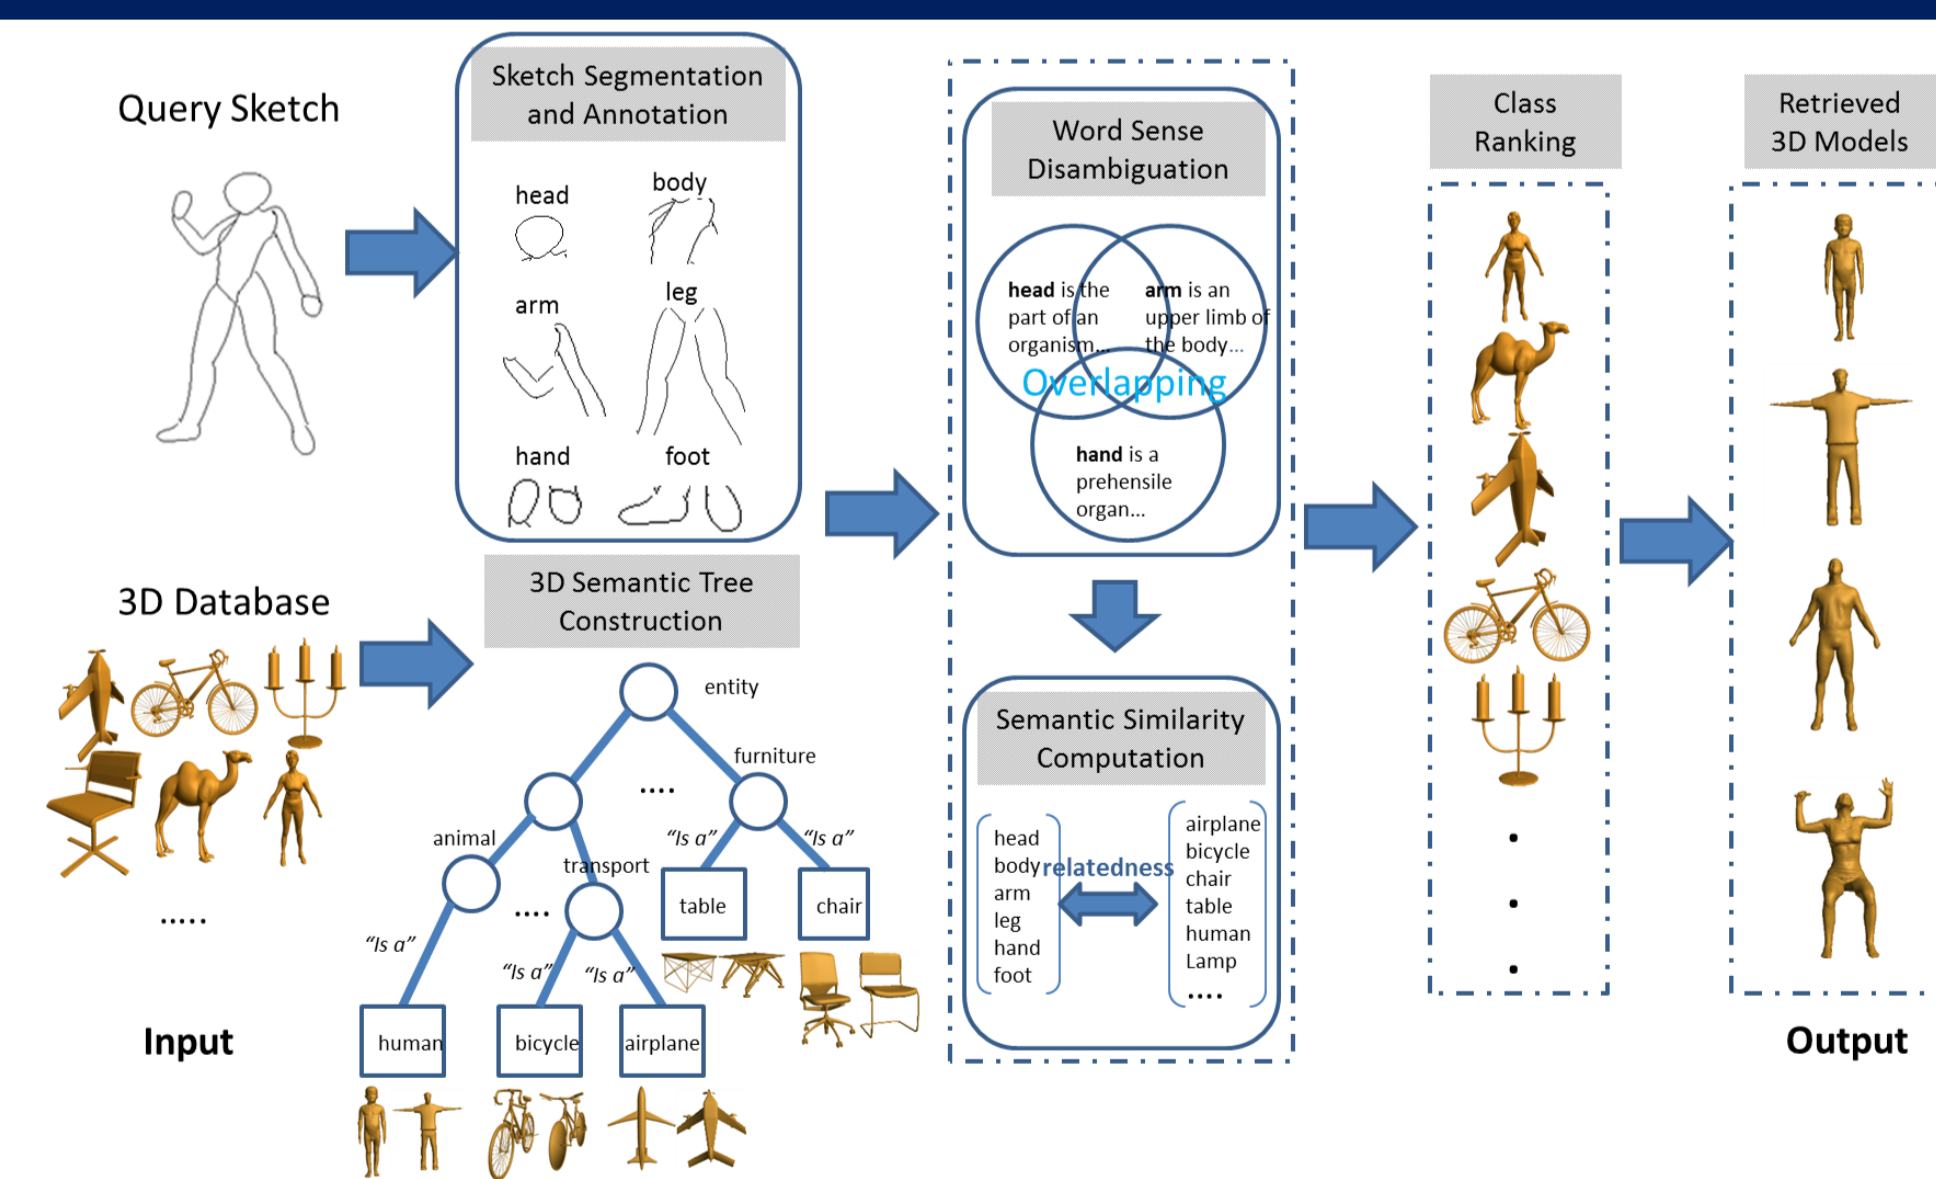 Query Sketch
Sketch Segmentation
and Annotation
head
body
arm
leg
hand
foot
3D Database
.....
Input
3D Semantic Tree
Construction
entity
furniture
....
animal
"Is a"
"Is a"
transport
....
table
chair
"Is a"
"Is a"
"Is a"
human
bicycle
airplane
Word Sense
Disambiguation
head is the
part of an
organism...
arm is an
upper limb of
the body...
Overlapping
hand is a
prehensile
organ...
Semantic Similarity
Computation
head
body
arm
leg
hand
foot
relatedness
airplane
bicycle
chair
table
human
Lamp
....
Class
Ranking
Retrieved
3D Models
Output